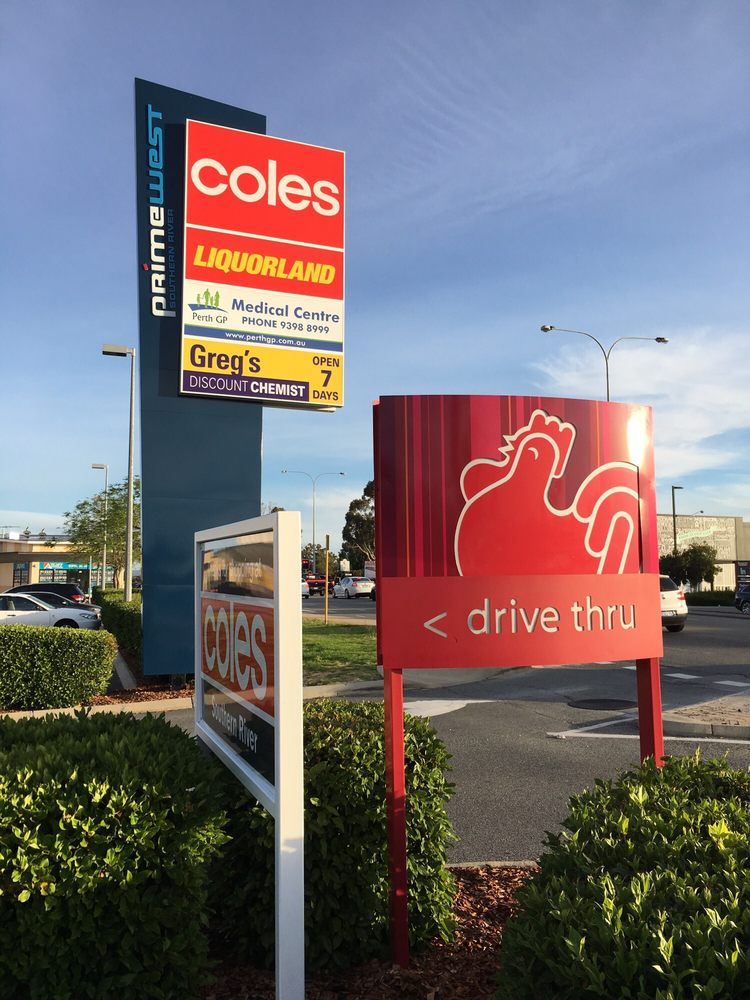 primewest
SOUTHERN RIVER
coles
LIQUORLAND
Perth GP
Medical Centre
PHONE 9398 8999
www.perthgp.com.au
Greg's
DISCOUNT CHEMIST
OPEN
7
DAYS
coles
Southern River
< drive thru